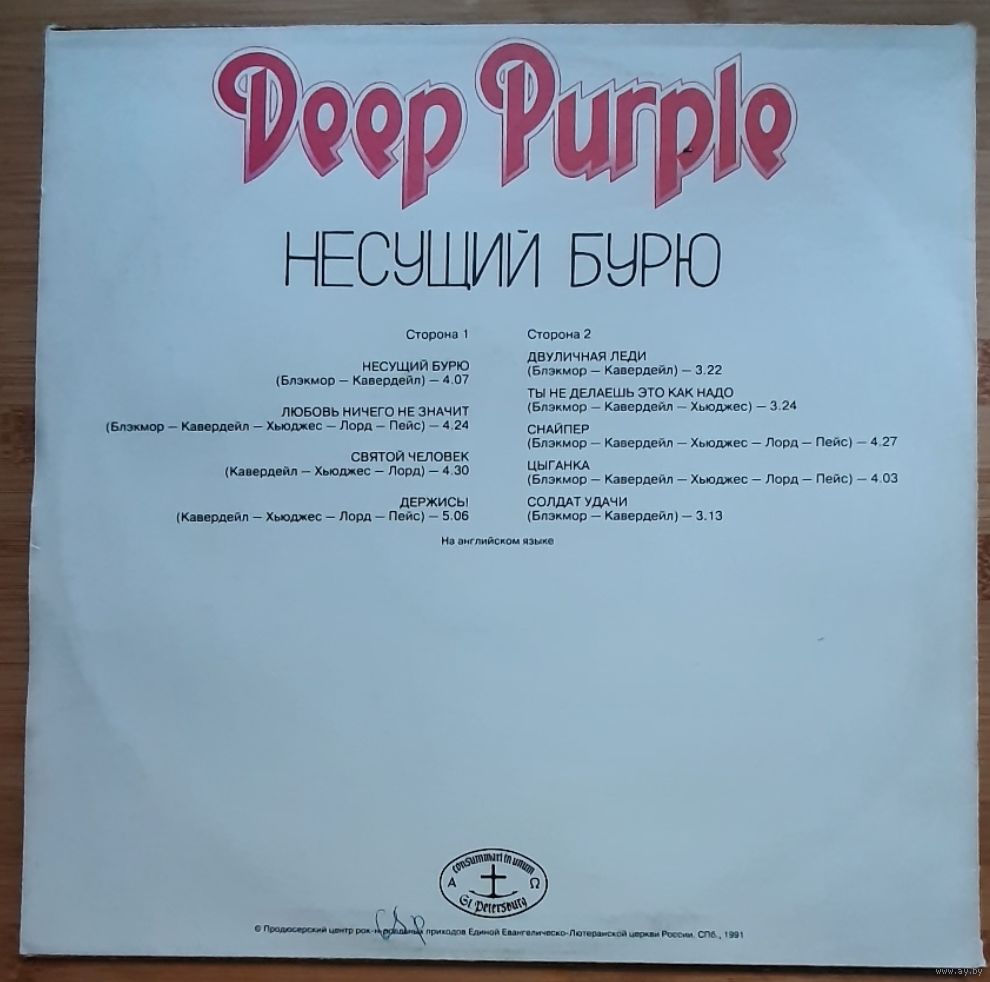 Deep Purple
НЕСУЩИЙ БУРЮ
Сторона 1
НЕСУЩИЙ БУРЮ
(Блэкмор — Кавердейл) — 4.07
ЛЮБОВЬ НИЧЕГО НЕ ЗНАЧИТ
(Блэкмор — Кавердейл — Хьюджес — Лорд — Пейс) — 4.24
СВЯТОЙ ЧЕЛОВЕК
(Кавердейл — Хьюджес — Лорд) — 4.30
ДЕРЖИСЬ!
(Кавердейл — Хьюджес — Лорд — Пейс) — 5.06
Сторона 2
ДВУЛИЧНАЯ ЛЕДИ
(Блэкмор — Кавердейл) — 3.22
ТЫ НЕ ДЕЛАЕШЬ ЭТО КАК НАДО
(Блэкмор — Кавердейл — Хьюджес) — 3.24
СНАЙПЕР
(Блэкмор — Кавердейл — Хьюджес — Лорд — Пейс) — 4.27
ЦЫГАНКА
(Блэкмор — Кавердейл — Хьюджес — Лорд — Пейс) — 4.03
СОЛДАТ УДАЧИ
(Блэкмор — Кавердейл) — 3.13
На английском языке
consummari in unum
Α Ω
St Petersburg
© Продюсерский центр рок- приходов Единой Евангелическо-Лютеранской церкви России. СПб., 1991
www.ay.by